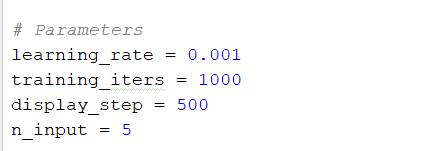 # Parameters
learning_rate = 0.001
training_iters = 1000
display_step = 500
n_input = 5